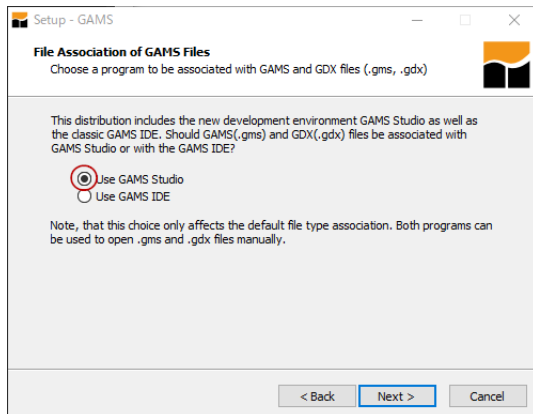 Setup - GAMS
File Association of GAMS Files
Choose a program to be associated with GAMS and GDX files (.gms, .gdx)
This distribution includes the new development environment GAMS Studio as well as
the classic GAMS IDE. Should GAMS(.gms) and GDX(.gdx) files be associated with
GAMS Studio or with the GAMS IDE?
Use GAMS Studio
Use GAMS IDE
Note, that this choice only affects the default file type association. Both programs can
be used to open .gms and .gdx files manually.
< Back Next > Cancel